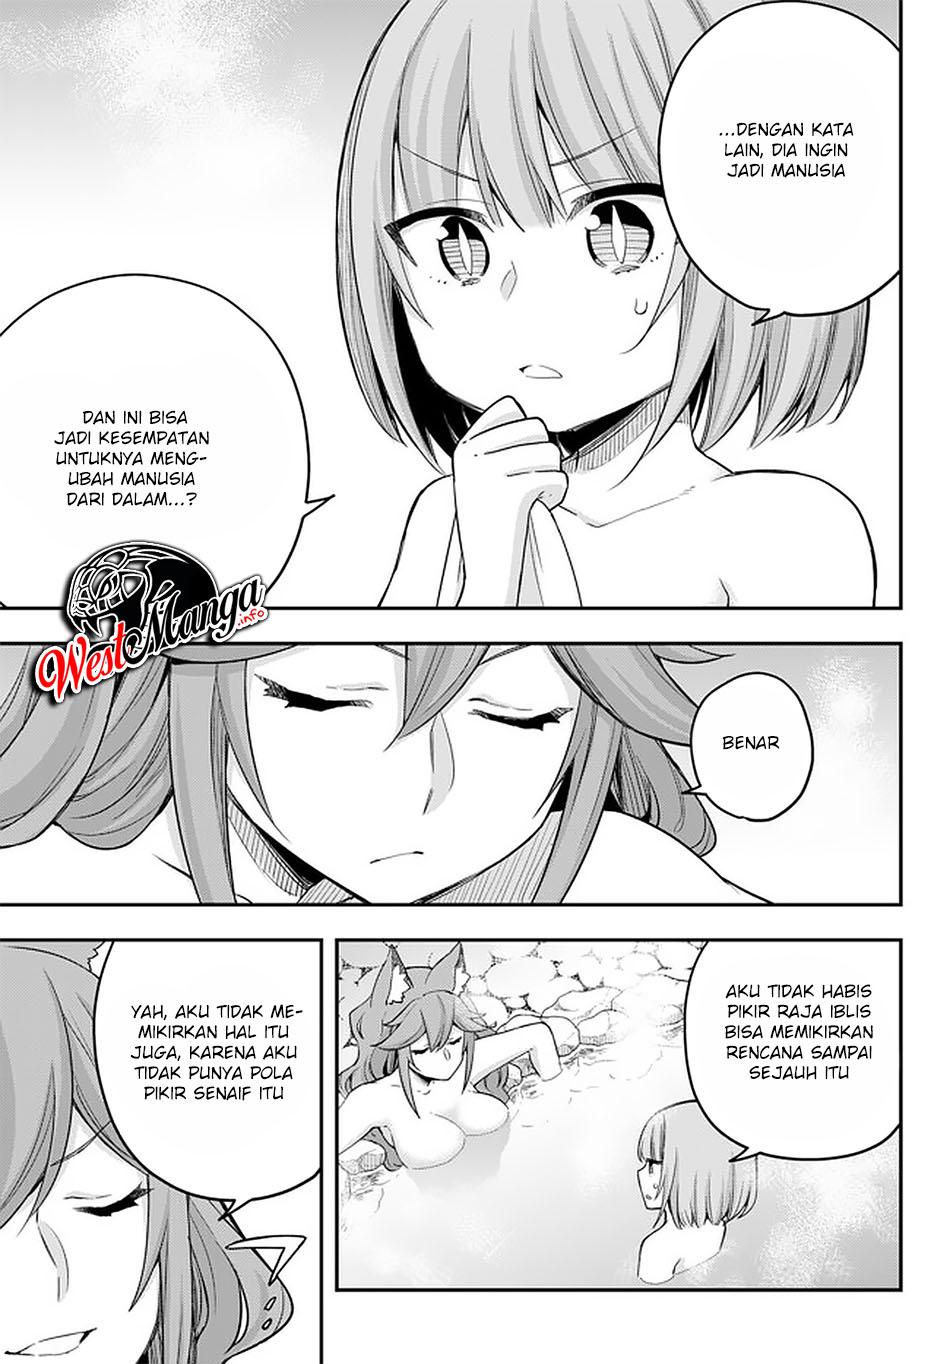 ...DENGAN KATA
LAIN, DIA INGIN
JADI MANUSIA
DAN INI BISA
JADI KESEMPATAN
UNTUKNYA MENG-
UBAH MANUSIA
DARI DALAM...?
WestManga
.info
BENAR
AKU TIDAK HABIS
PIKIR RAJA IBLIS
BISA MEMIKIRKAN
RENCANA SAMPAI
SEJAUH ITU
YAH, AKU TIDAK ME-
MIKIRKAN HAL ITU
JUGA, KARENA AKU
TIDAK PUNYA POLA
PIKIR SENAIF ITU